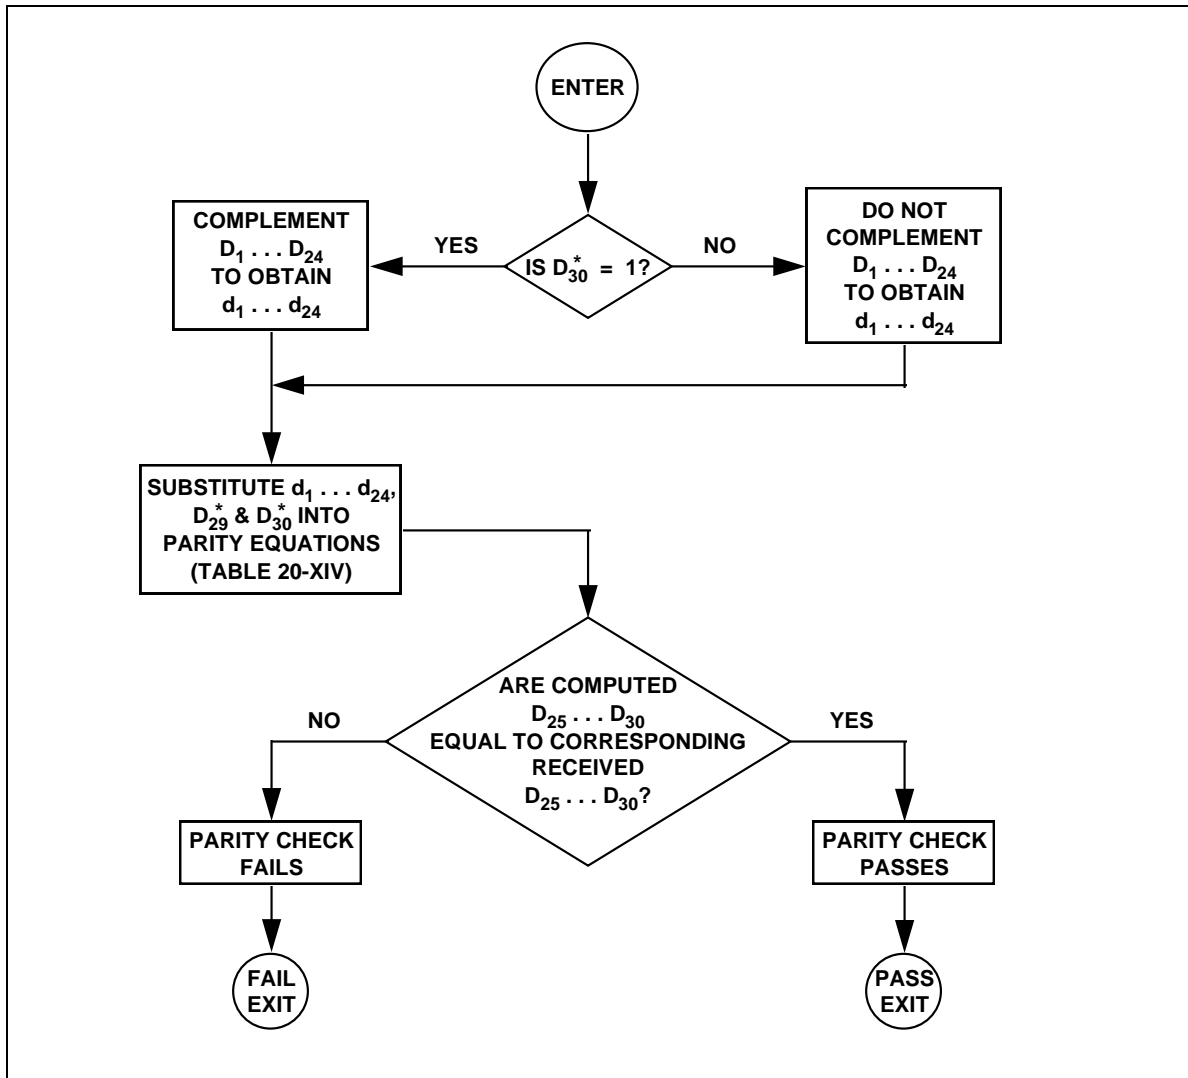 ENTER
COMPLEMENT
D₁ . . . D₂₄
TO OBTAIN
d₁ . . . d₂₄
YES
IS D*₃₀ = 1?
NO
DO NOT
COMPLEMENT
D₁ . . . D₂₄
TO OBTAIN
d₁ . . . d₂₄
SUBSTITUTE d₁ . . . d₂₄,
D*₂₉ & D*₃₀ INTO
PARITY EQUATIONS
(TABLE 20-XIV)
ARE COMPUTED
D₂₅ . . . D₃₀
EQUAL TO CORRESPONDING
RECEIVED
D₂₅ . . . D₃₀?
NO
YES
PARITY CHECK
FAILS
PARITY CHECK
PASSES
FAIL
EXIT
PASS
EXIT